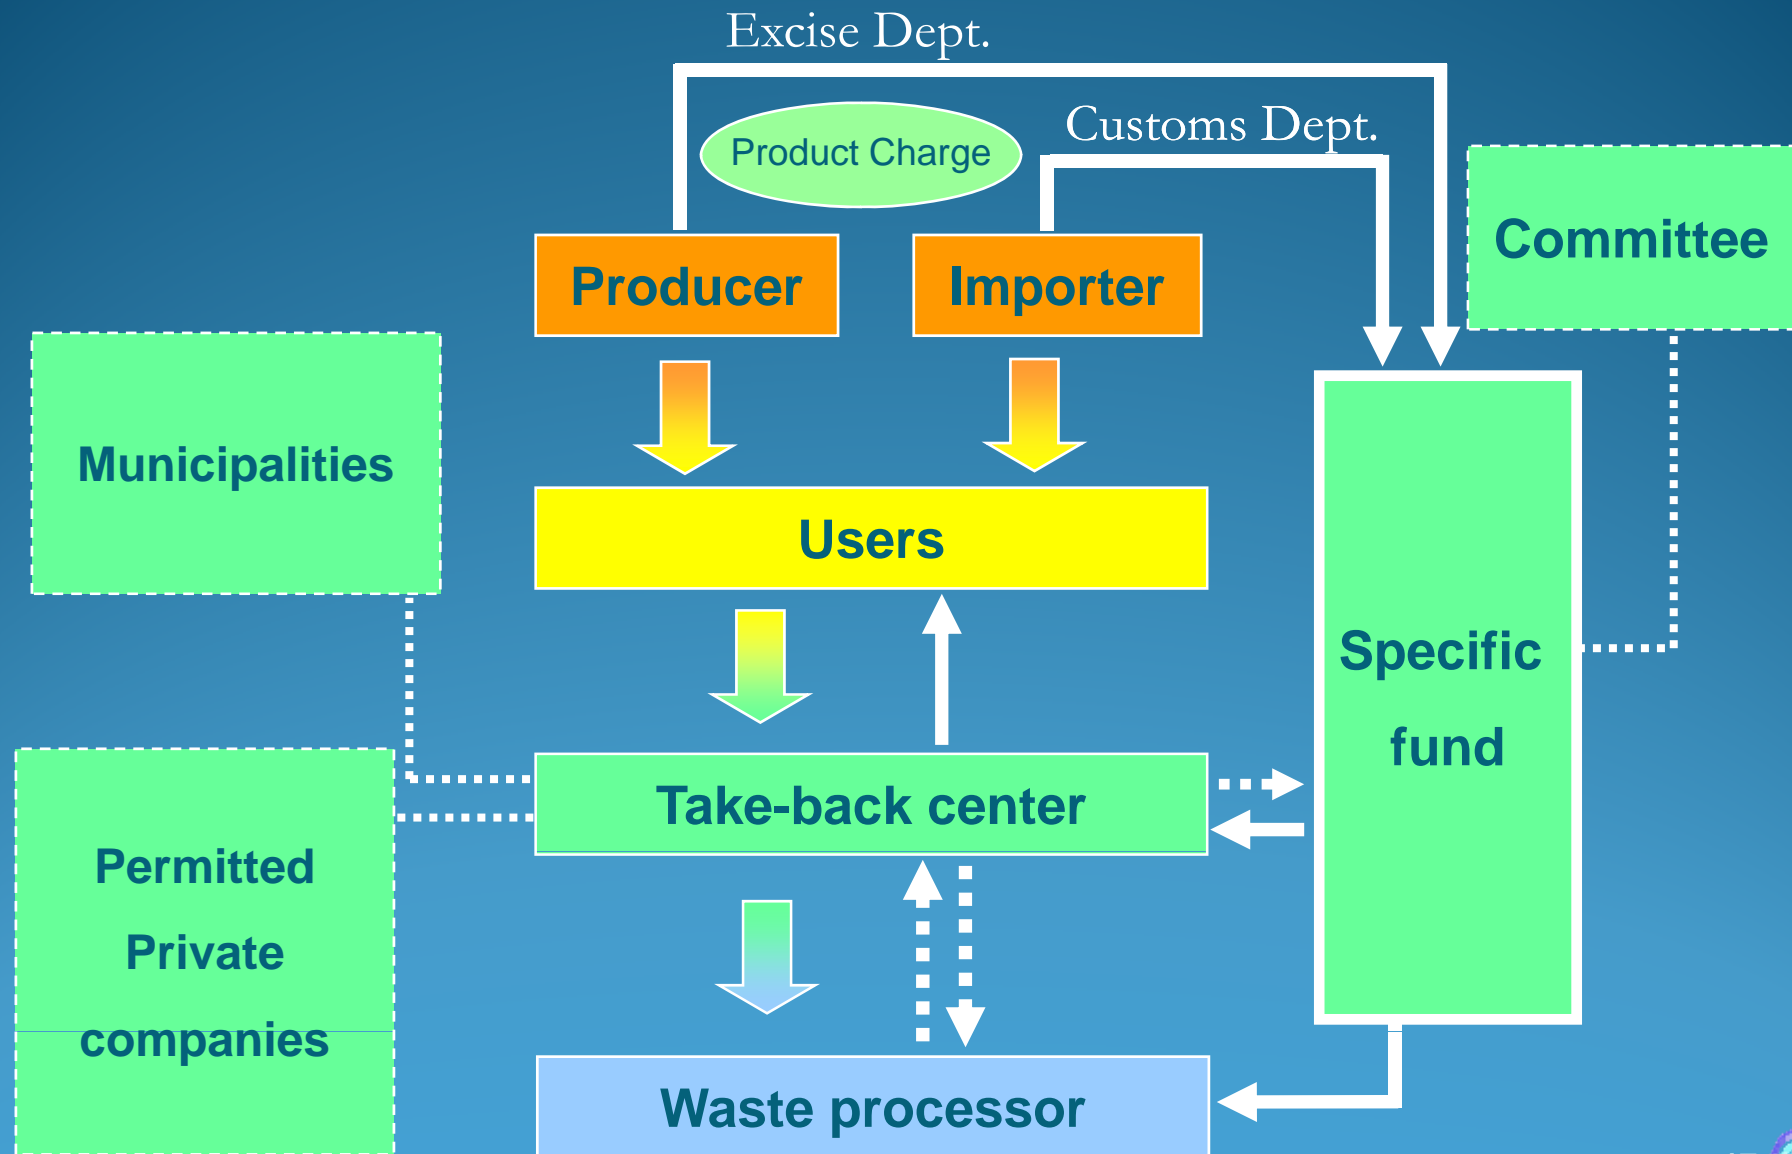 Excise Dept.
Customs Dept.
Product Charge
Committee
Producer
Importer
Municipalities
Users
Specific
fund
Take-back center
Permitted
Private
companies
Waste processor